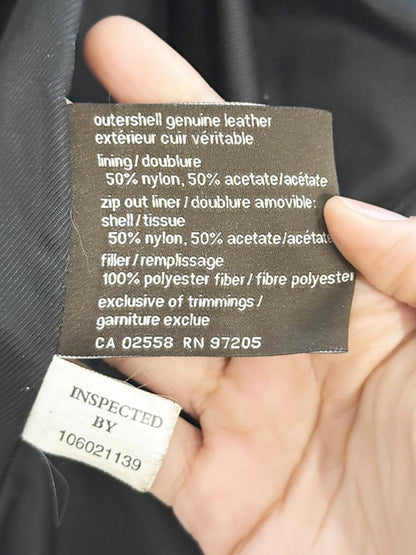 outershell genuine leather
extérieur cuir véritable
lining / doublure
50% nylon, 50% acetate/acétate
zip out liner / doublure amovible:
shell / tissue
50% nylon, 50% acetate/acétate
filler / remplissage
100% polyester fiber / fibre polyester
exclusive of trimmings /
garniture exclue
CA 02558 RN 97205
INSPECTED
BY
106021139